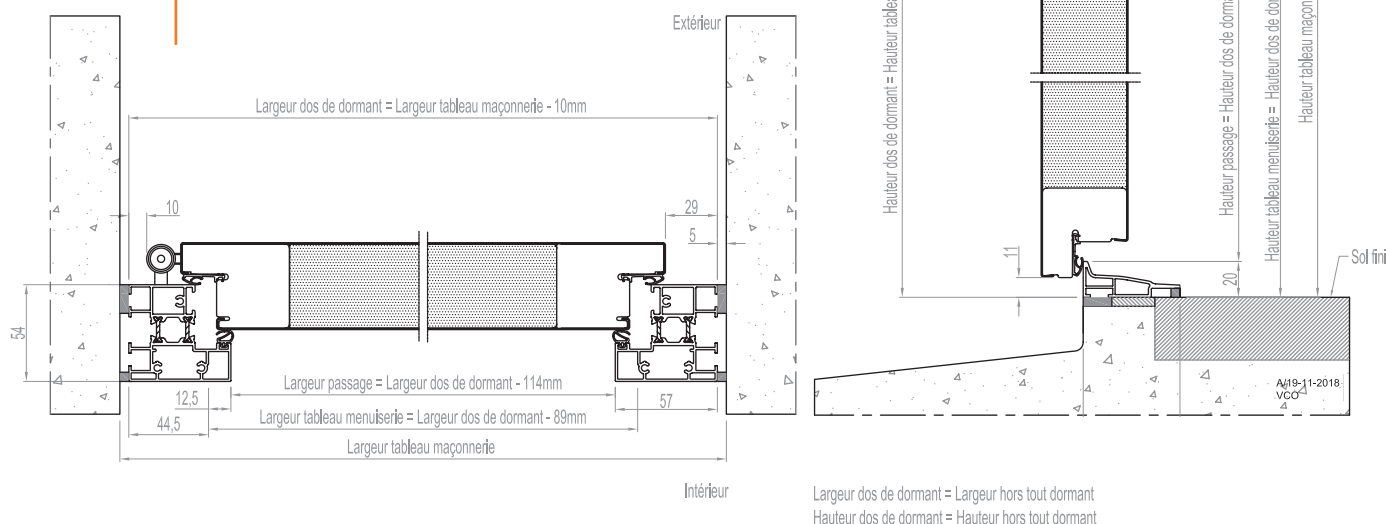 Extérieur
Largeur dos de dormant = Largeur tableau maçonnerie - 10mm
10
29
5
54
Largeur passage = Largeur dos de dormant - 114mm
12,5
57
Largeur tableau menuiserie = Largeur dos de dormant - 89mm
44,5
Largeur tableau maçonnerie
Intérieur
Hauteur dos de dormant = Hauteur
Hauteur passage = Hauteur dos de
Hauteur tableau menuiserie = Hauteur dos de
Hauteur tableau
11
20
Sol fini
A/19-11-2018
VCO
Largeur dos de dormant = Largeur hors tout dormant
Hauteur dos de dormant = Hauteur hors tout dormant